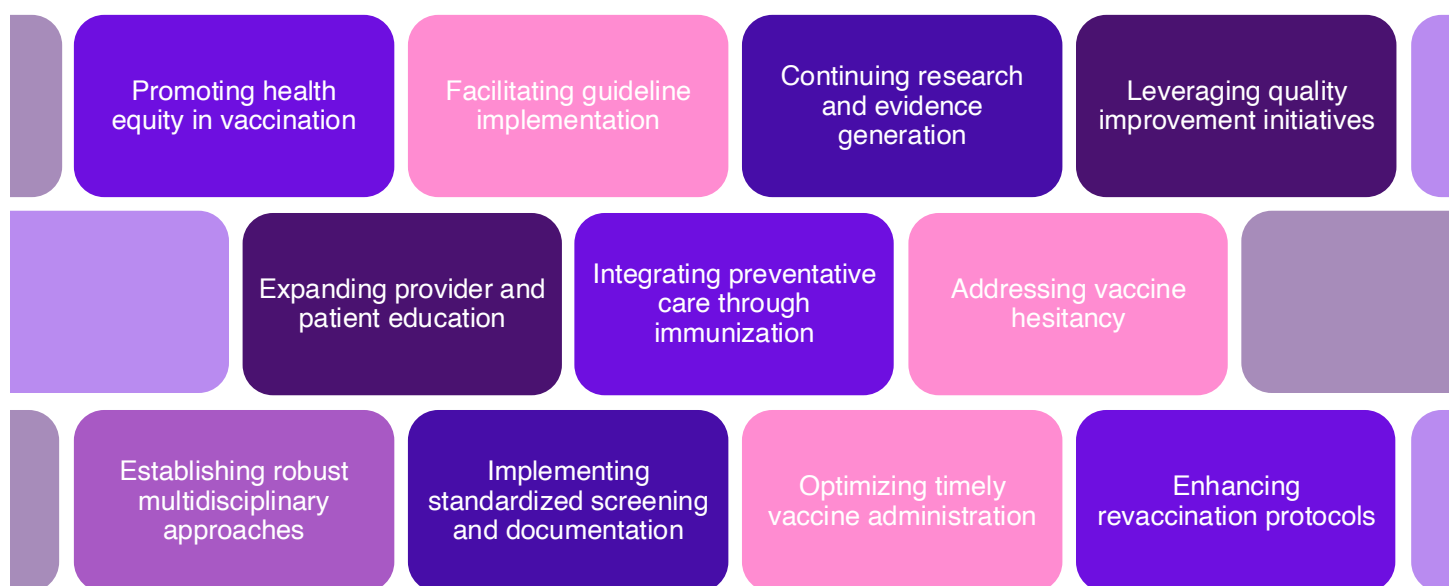 Promoting health
equity in vaccination
Facilitating guideline
implementation
Continuing research
and evidence
generation
Leveraging quality
improvement initiatives
Expanding provider and
patient education
Integrating preventative
care through
immunization
Addressing vaccine
hesitancy
Establishing robust
multidisciplinary
approaches
Implementing
standardized screening
and documentation
Optimizing timely
vaccine administration
Enhancing
revaccination protocols